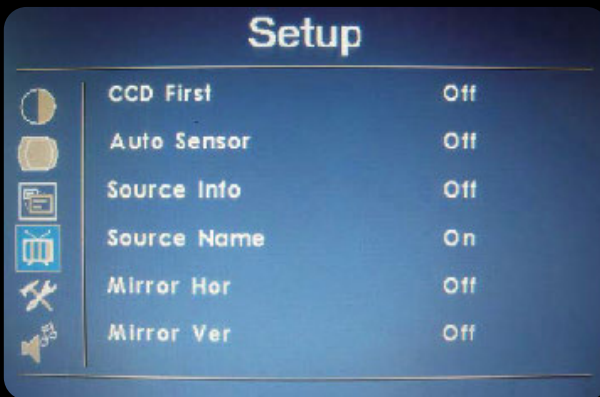 Setup
CCD First Off
Auto Sensor Off
Source Info Off
Source Name On
Mirror Hor Off
Mirror Ver Off